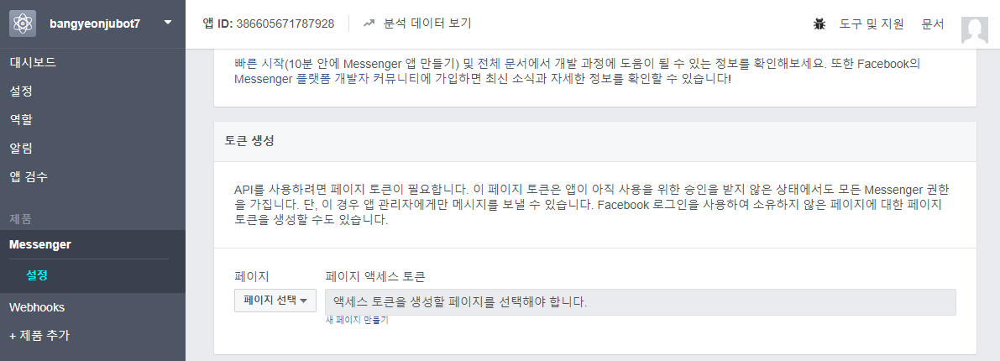 bangyeonjubot7
앱 ID: 386605671787928
분석 데이터 보기
도구 및 지원
문서
대시보드
설정
역할
알림
앱 검수
제품
Messenger
설정
Webhooks
+ 제품 추가
빠른 시작(10분 안에 Messenger 앱 만들기) 및 전체 문서에서 개발 과정에 도움이 될 수 있는 정보를 확인해보세요. 또한 Facebook의
Messenger 플랫폼 개발자 커뮤니티에 가입하면 최신 소식과 자세한 정보를 확인할 수 있습니다!
토큰 생성
API를 사용하려면 페이지 토큰이 필요합니다. 이 페이지 토큰은 앱이 아직 사용을 위한 승인을 받지 않은 상태에서도 모든 Messenger 권한
을 가집니다. 단, 이 경우 앱 관리자에게만 메시지를 보낼 수 있습니다. Facebook 로그인을 사용하여 소유하지 않은 페이지에 대한 페이지
토큰을 생성할 수도 있습니다.
페이지
페이지 액세스 토큰
페이지 선택
액세스 토큰을 생성할 페이지를 선택해야 합니다.
새 페이지 만들기